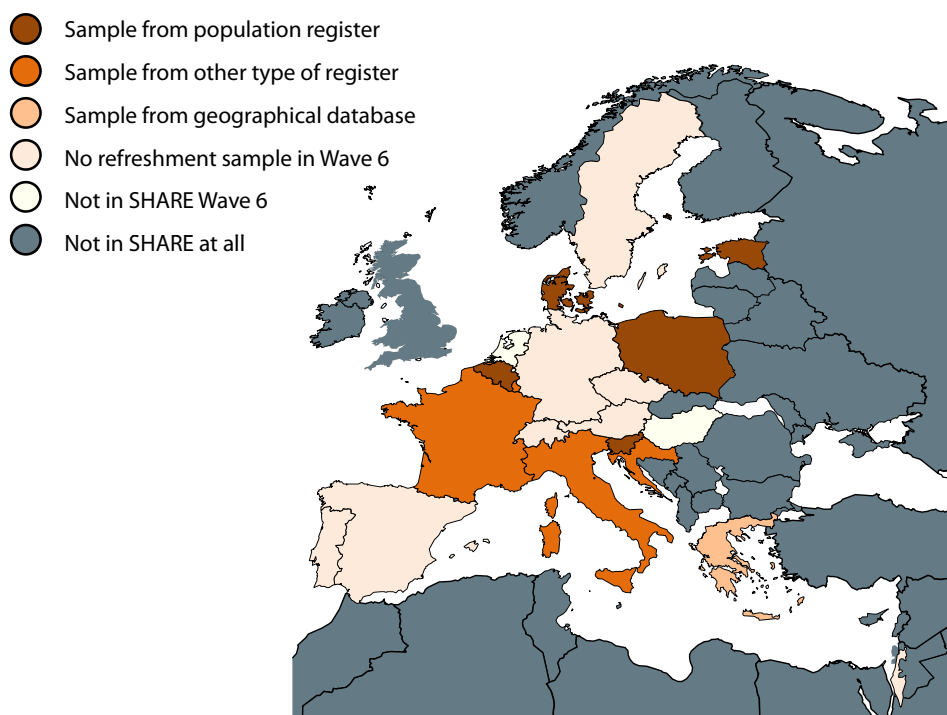 Sample from population register
Sample from other type of register
Sample from geographical database
No refreshment sample in Wave 6
Not in SHARE Wave 6
Not in SHARE at all